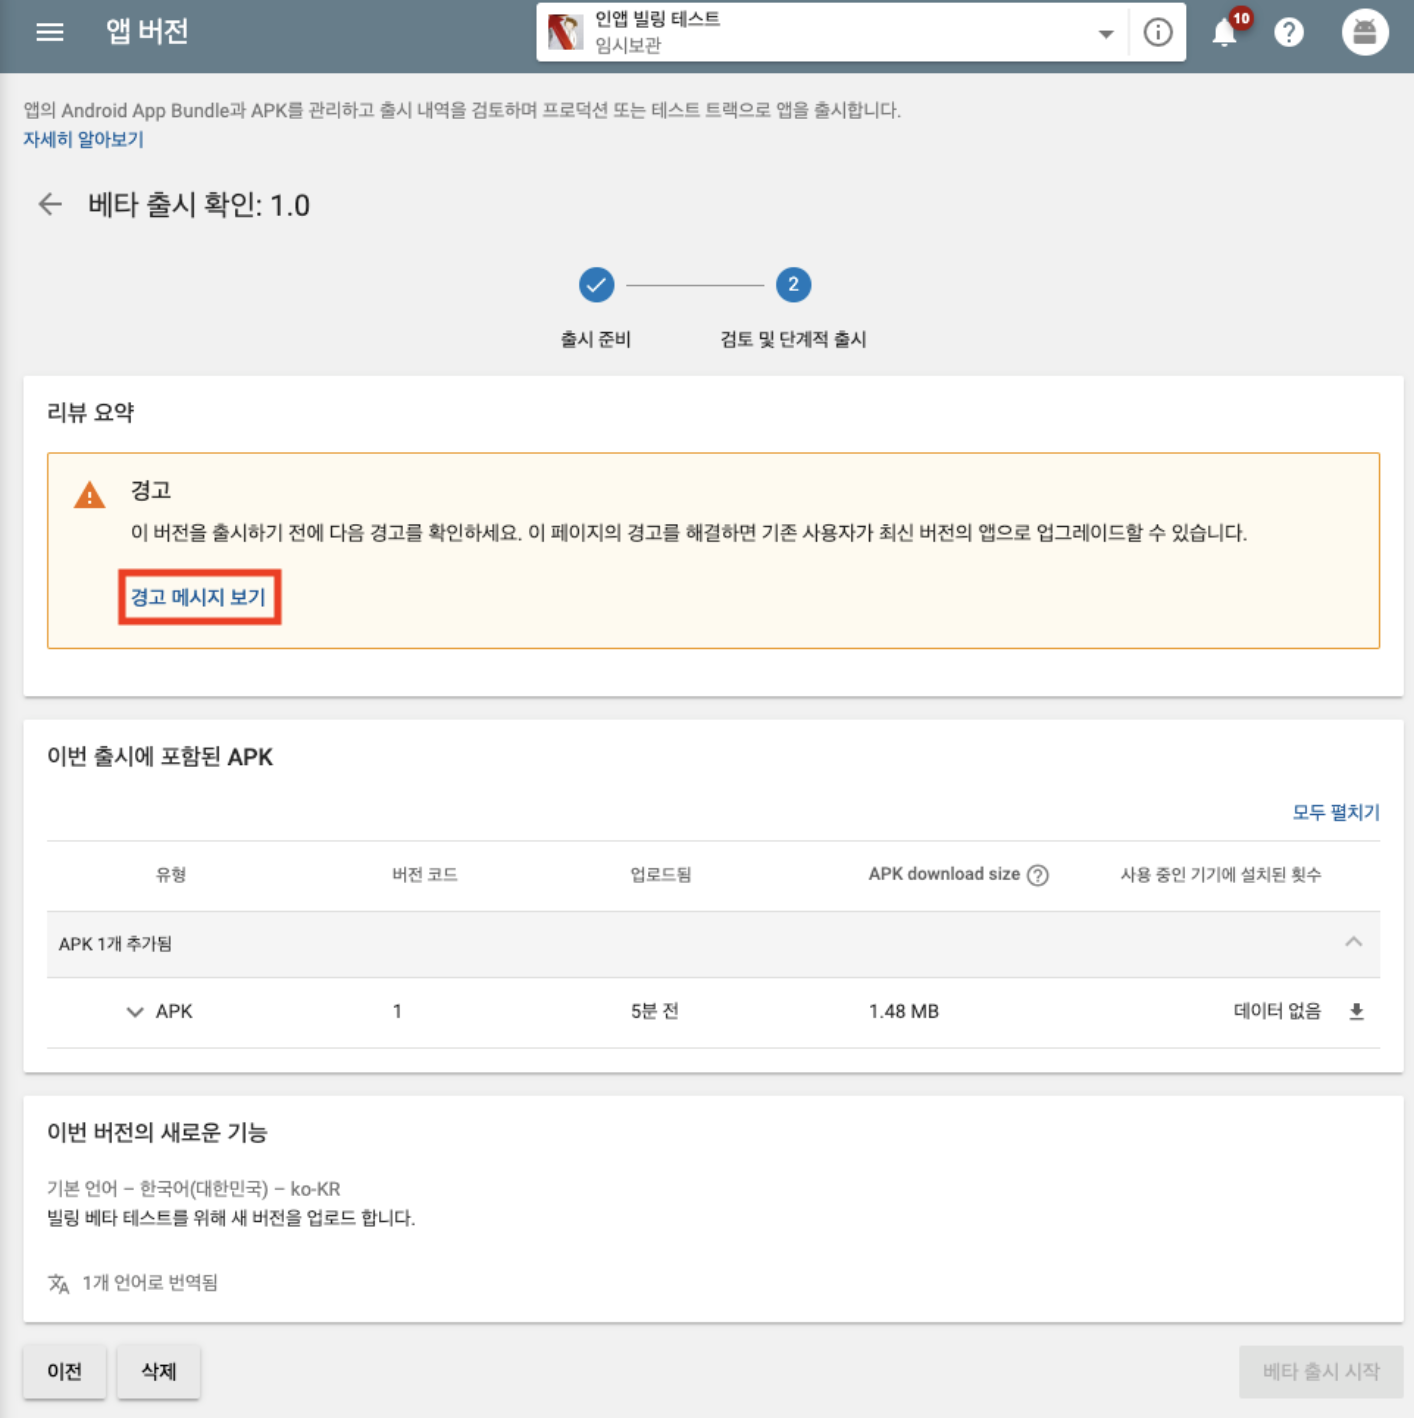 앱 버전
인앱 빌링 테스트
임시보관
10
앱의 Android App Bundle과 APK를 관리하고 출시 내역을 검토하며 프로덕션 또는 테스트 트랙으로 앱을 출시합니다.
자세히 알아보기
베타 출시 확인: 1.0
2
출시 준비
검토 및 단계적 출시
리뷰 요약
경고
이 버전을 출시하기 전에 다음 경고를 확인하세요. 이 페이지의 경고를 해결하면 기존 사용자가 최신 버전의 앱으로 업그레이드할 수 있습니다.
경고 메시지 보기
이번 출시에 포함된 APK
모두 펼치기
유형 버전 코드 업로드됨 APK download size 사용 중인 기기에 설치된 횟수
APK 1개 추가됨
APK 1 5분 전 1.48 MB 데이터 없음
이번 버전의 새로운 기능
기본 언어 – 한국어(대한민국) – ko-KR
빌링 베타 테스트를 위해 새 버전을 업로드 합니다.
1개 언어로 번역됨
이전 삭제 베타 출시 시작